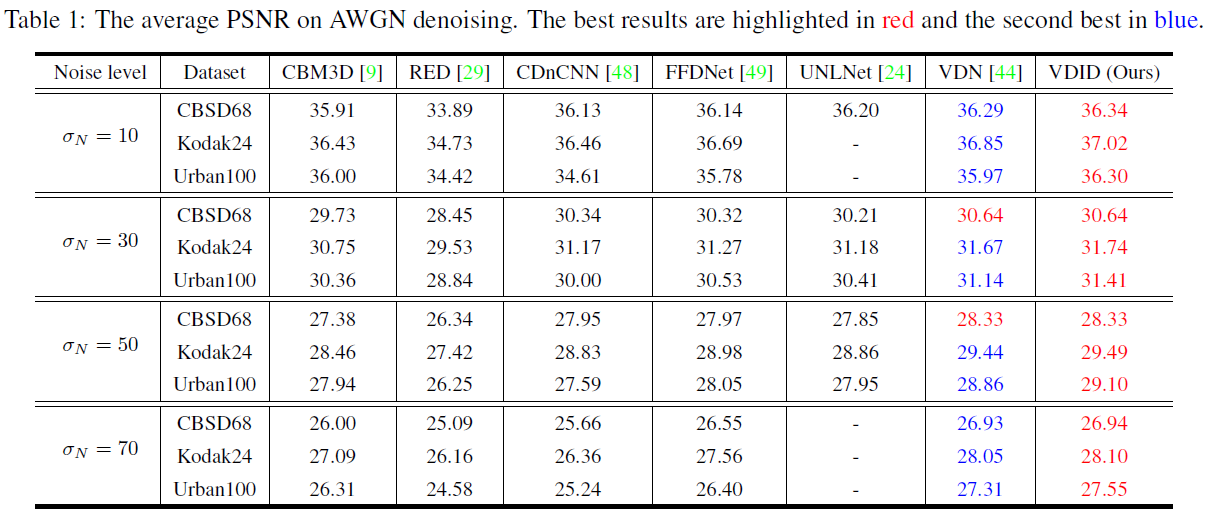 Table 1: The average PSNR on AWGN denoising. The best results are highlighted in red and the second best in blue.
Noise level Dataset CBM3D [9] RED [29] CDnCNN [48] FFDNet [49] UNLNet [24] VDN [44] VDID (Ours)
σN = 10
CBSD68 35.91 33.89 36.13 36.14 36.20 36.29 36.34
Kodak24 36.43 34.73 36.46 36.69 - 36.85 37.02
Urban100 36.00 34.42 34.61 35.78 - 35.97 36.30
σN = 30
CBSD68 29.73 28.45 30.34 30.32 30.21 30.64 30.64
Kodak24 30.75 29.53 31.17 31.27 31.18 31.67 31.74
Urban100 30.36 28.84 30.00 30.53 30.41 31.14 31.41
σN = 50
CBSD68 27.38 26.34 27.95 27.97 27.85 28.33 28.33
Kodak24 28.46 27.42 28.83 28.98 28.86 29.44 29.49
Urban100 27.94 26.25 27.59 28.05 27.95 28.86 29.10
σN = 70
CBSD68 26.00 25.09 25.66 26.55 - 26.93 26.94
Kodak24 27.09 26.16 26.36 27.56 - 28.05 28.10
Urban100 26.31 24.58 25.24 26.40 - 27.31 27.55